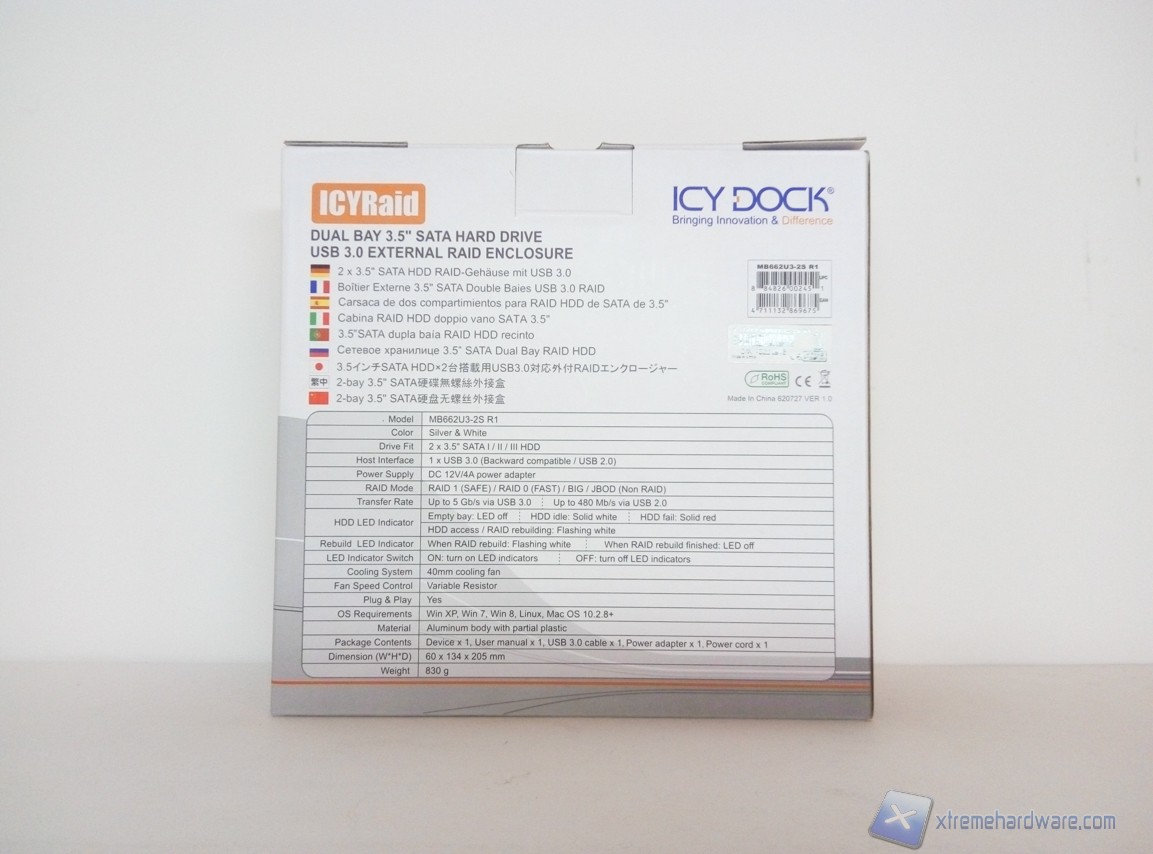 ICYRaid
ICY DOCK®
Bringing Innovation & Difference
DUAL BAY 3.5" SATA HARD DRIVE
USB 3.0 EXTERNAL RAID ENCLOSURE
2 x 3.5" SATA HDD RAID-Gehäuse mit USB 3.0
Boîtier Externe 3.5" SATA Double Baies USB 3.0 RAID
Carsaca de dos compartimientos para RAID HDD de SATA de 3.5"
Cabina RAID HDD doppio vano SATA 3.5"
3.5"SATA dupla baía RAID HDD recinto
Сетевое хранилице 3.5" SATA Dual Bay RAID HDD
3.5インチSATA HDD×2台搭載用USB3.0対応外付RAIDエンクロージャー
繁中 2-bay 3.5" SATA硬碟無螺絲外接盒
2-bay 3.5" SATA硬盘无螺丝外接盒
MB662U3-2S R1
UPC
8 84826 00245 1
EAN
4 711132 869675
RoHS
COMPLIANT
CE
Made In China 620727 VER 1.0
Model MB662U3-2S R1
Color Silver & White
Drive Fit 2 x 3.5" SATA I / II / III HDD
Host Interface 1 x USB 3.0 (Backward compatible / USB 2.0)
Power Supply DC 12V/4A power adapter
RAID Mode RAID 1 (SAFE) / RAID 0 (FAST) / BIG / JBOD (Non RAID)
Transfer Rate Up to 5 Gb/s via USB 3.0 Up to 480 Mb/s via USB 2.0
HDD LED Indicator Empty bay: LED off HDD idle: Solid white HDD fail: Solid red
HDD access / RAID rebuilding: Flashing white
Rebuild LED Indicator When RAID rebuild: Flashing white When RAID rebuild finished: LED off
LED Indicator Switch ON: turn on LED indicators OFF: turn off LED indicators
Cooling System 40mm cooling fan
Fan Speed Control Variable Resistor
Plug & Play Yes
OS Requirements Win XP, Win 7, Win 8, Linux, Mac OS 10.2.8+
Material Aluminum body with partial plastic
Package Contents Device x 1, User manual x 1, USB 3.0 cable x 1, Power adapter x 1, Power cord x 1
Dimension (W*H*D) 60 x 134 x 205 mm
Weight 830 g
xtremehardware.com